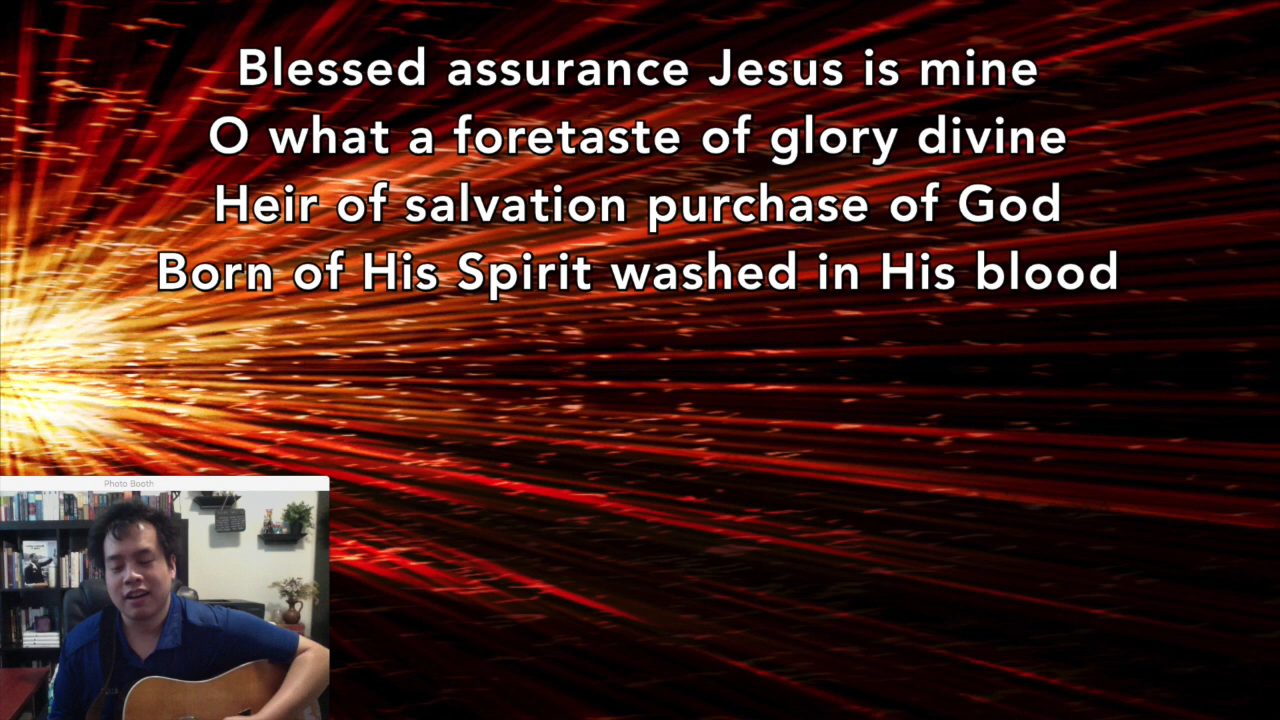 Blessed assurance Jesus is mine
O what a foretaste of glory divine
Heir of salvation purchase of God
Born of His Spirit washed in His blood
Photo Booth